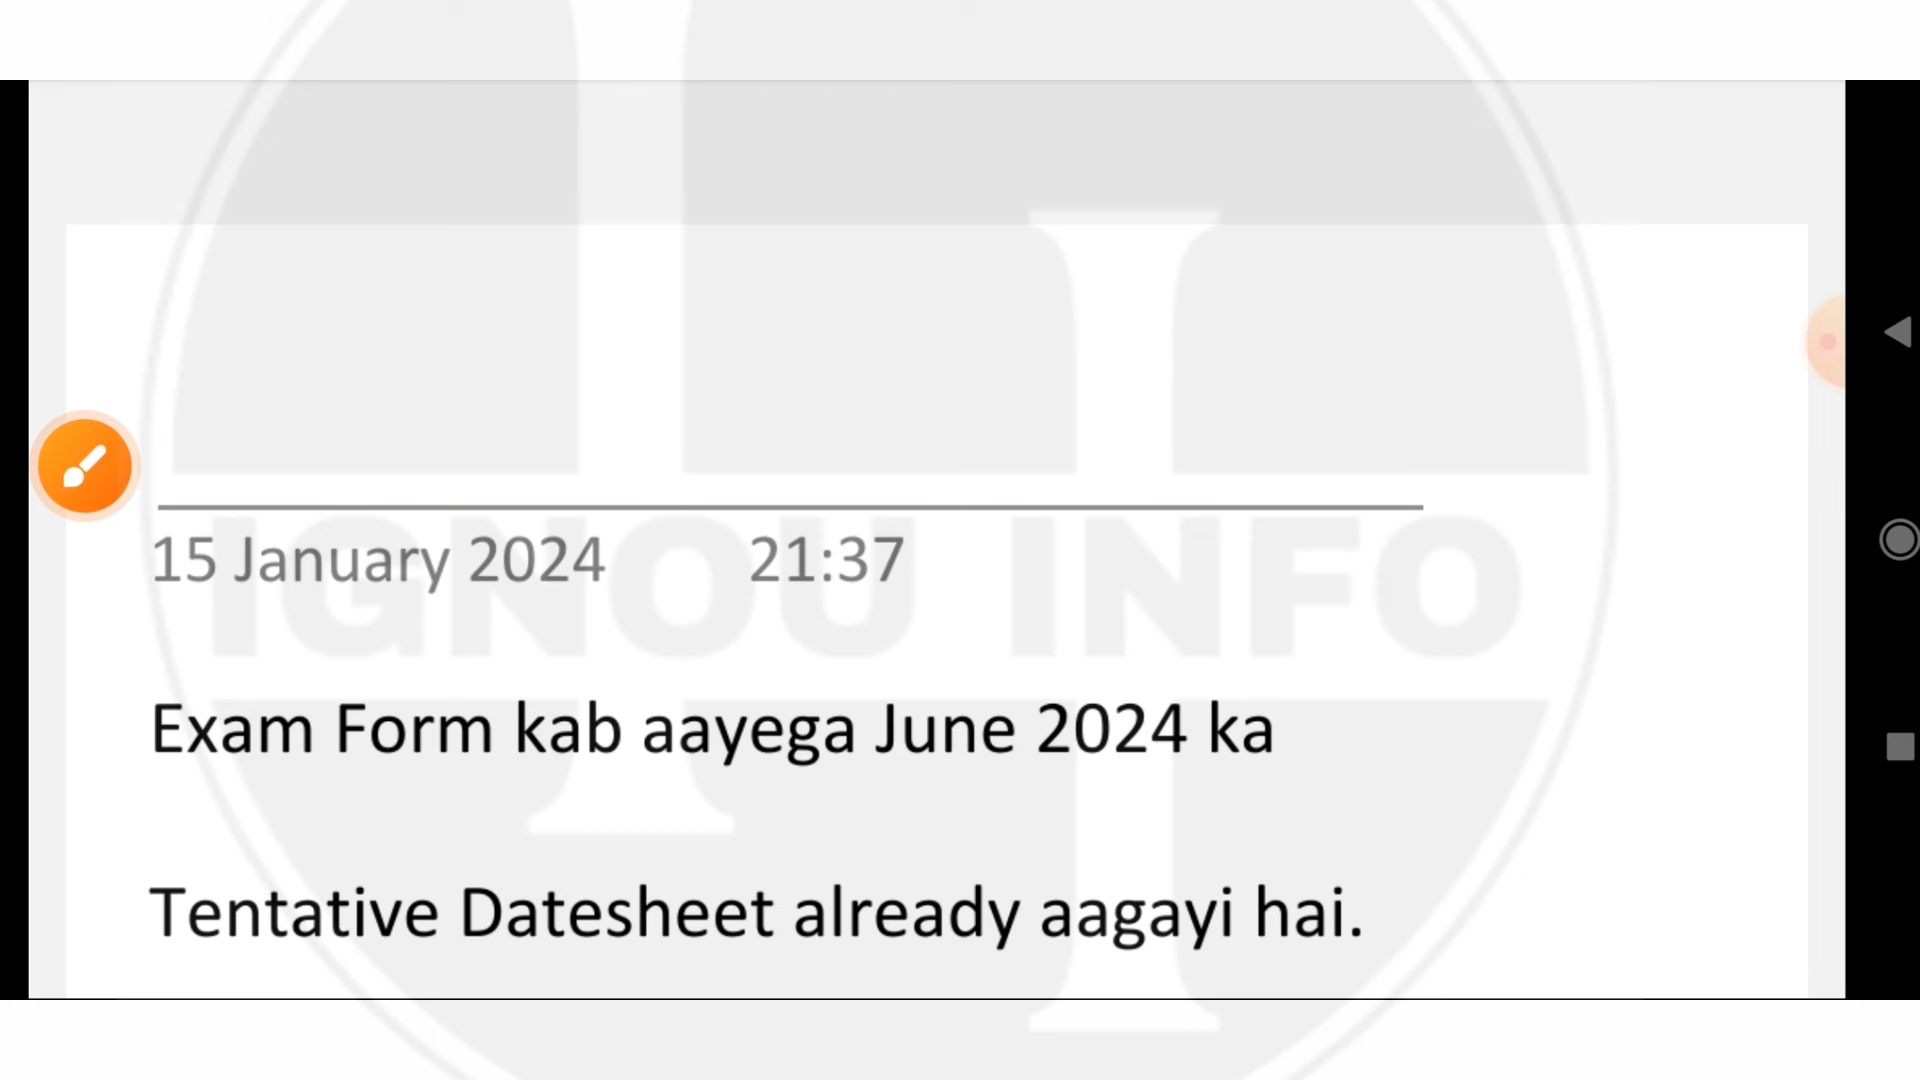 15 January 2024 21:37
IGNOU INFO
Exam Form kab aayega June 2024 ka
Tentative Datesheet already aagayi hai.